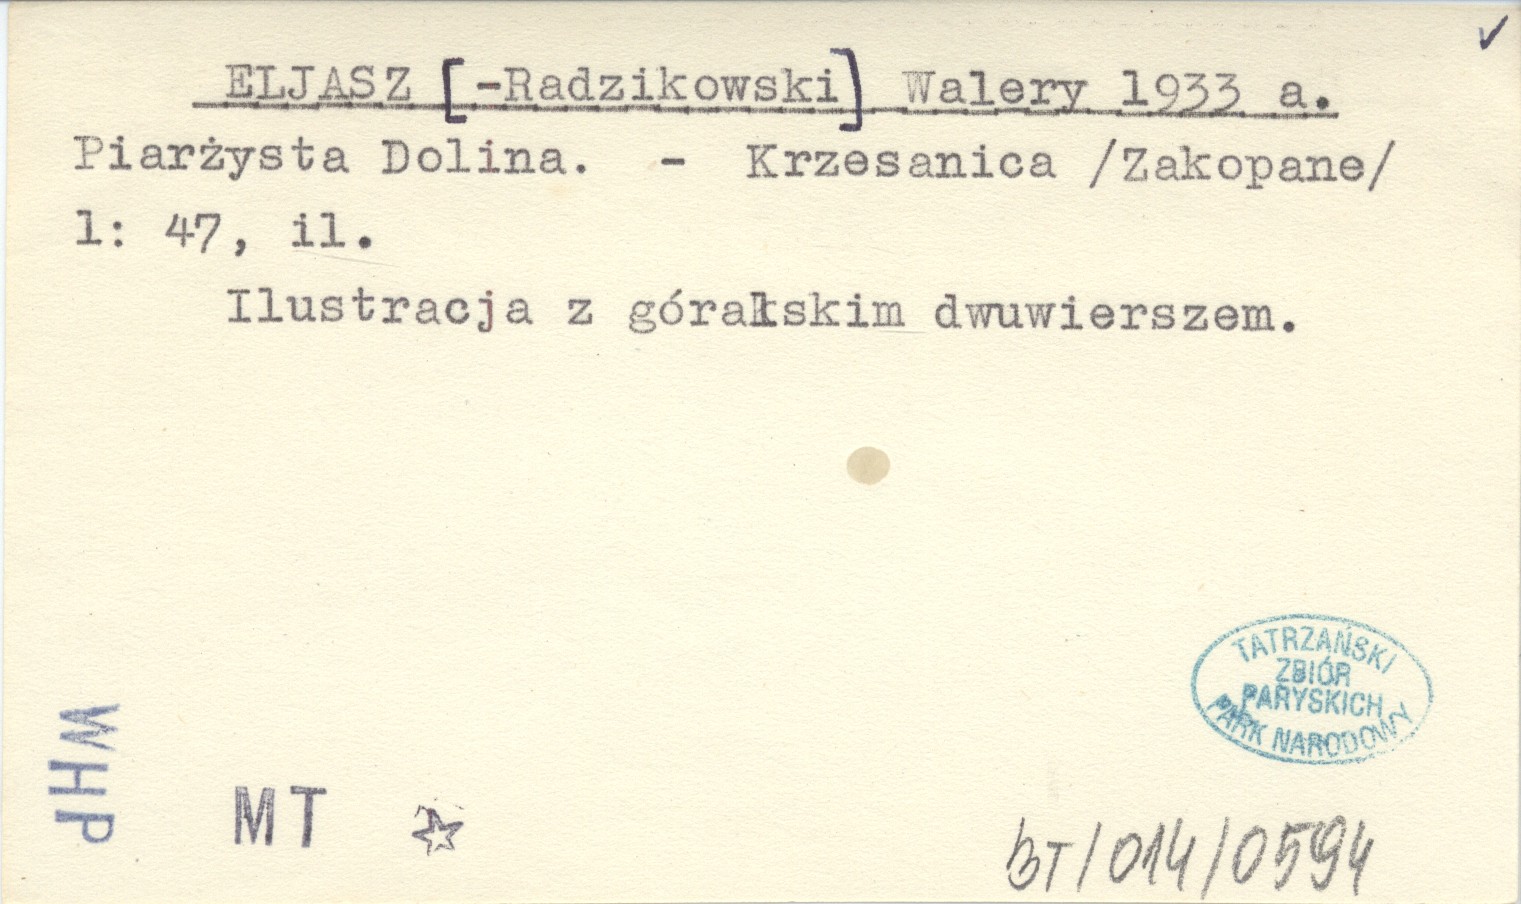 ELJASZ [-Radzikowski] Walery 1933 a.
Piarżysta Dolina. - Krzesanica /Zakopane/
1: 47, il.
Ilustracja z góralskim dwuwierszem.
TATRZAŃSKI
ZBIÓR
PARYSKICH
PARK NARODOWY
WHP
MT
BT/014/0594